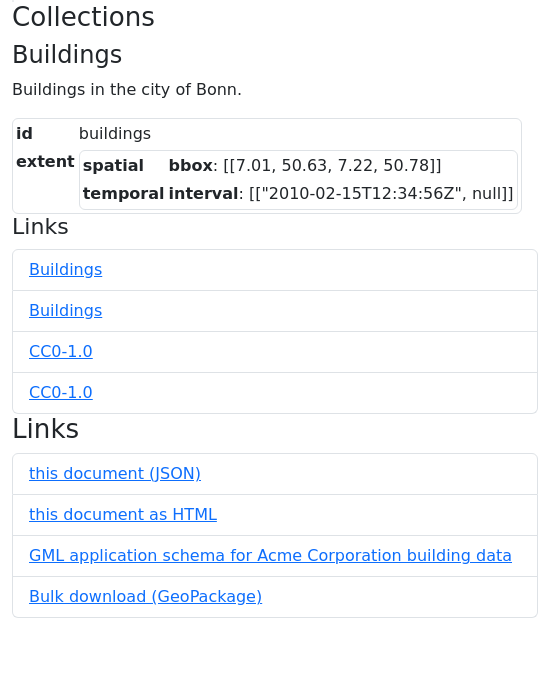 Collections
Buildings
Buildings in the city of Bonn.
id buildings
extent spatial bbox: [[7.01, 50.63, 7.22, 50.78]]
temporal interval: [["2010-02-15T12:34:56Z", null]]
Links
Buildings
Buildings
CC0-1.0
CC0-1.0
Links
this document (JSON)
this document as HTML
GML application schema for Acme Corporation building data
Bulk download (GeoPackage)